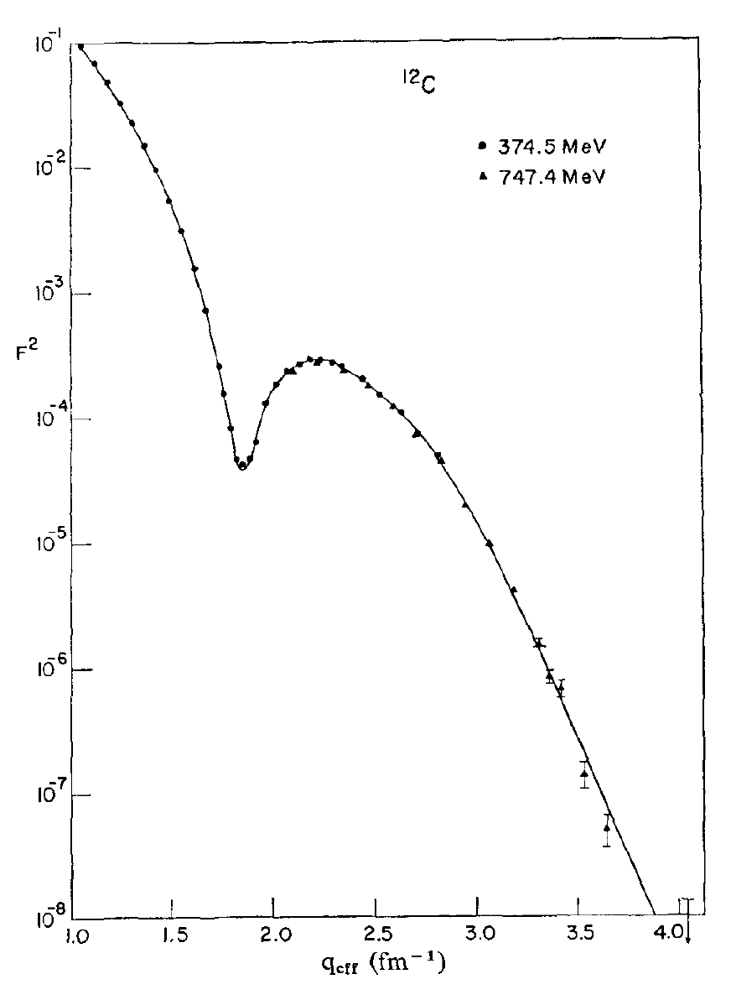 10⁻¹
¹²C
● 374.5 MeV
▲ 747.4 MeV
10⁻²
10⁻³
F²
10⁻⁴
10⁻⁵
10⁻⁶
10⁻⁷
10⁻⁸
1.0 1.5 2.0 2.5 3.0 3.5 4.0
q_eff (fm⁻¹)